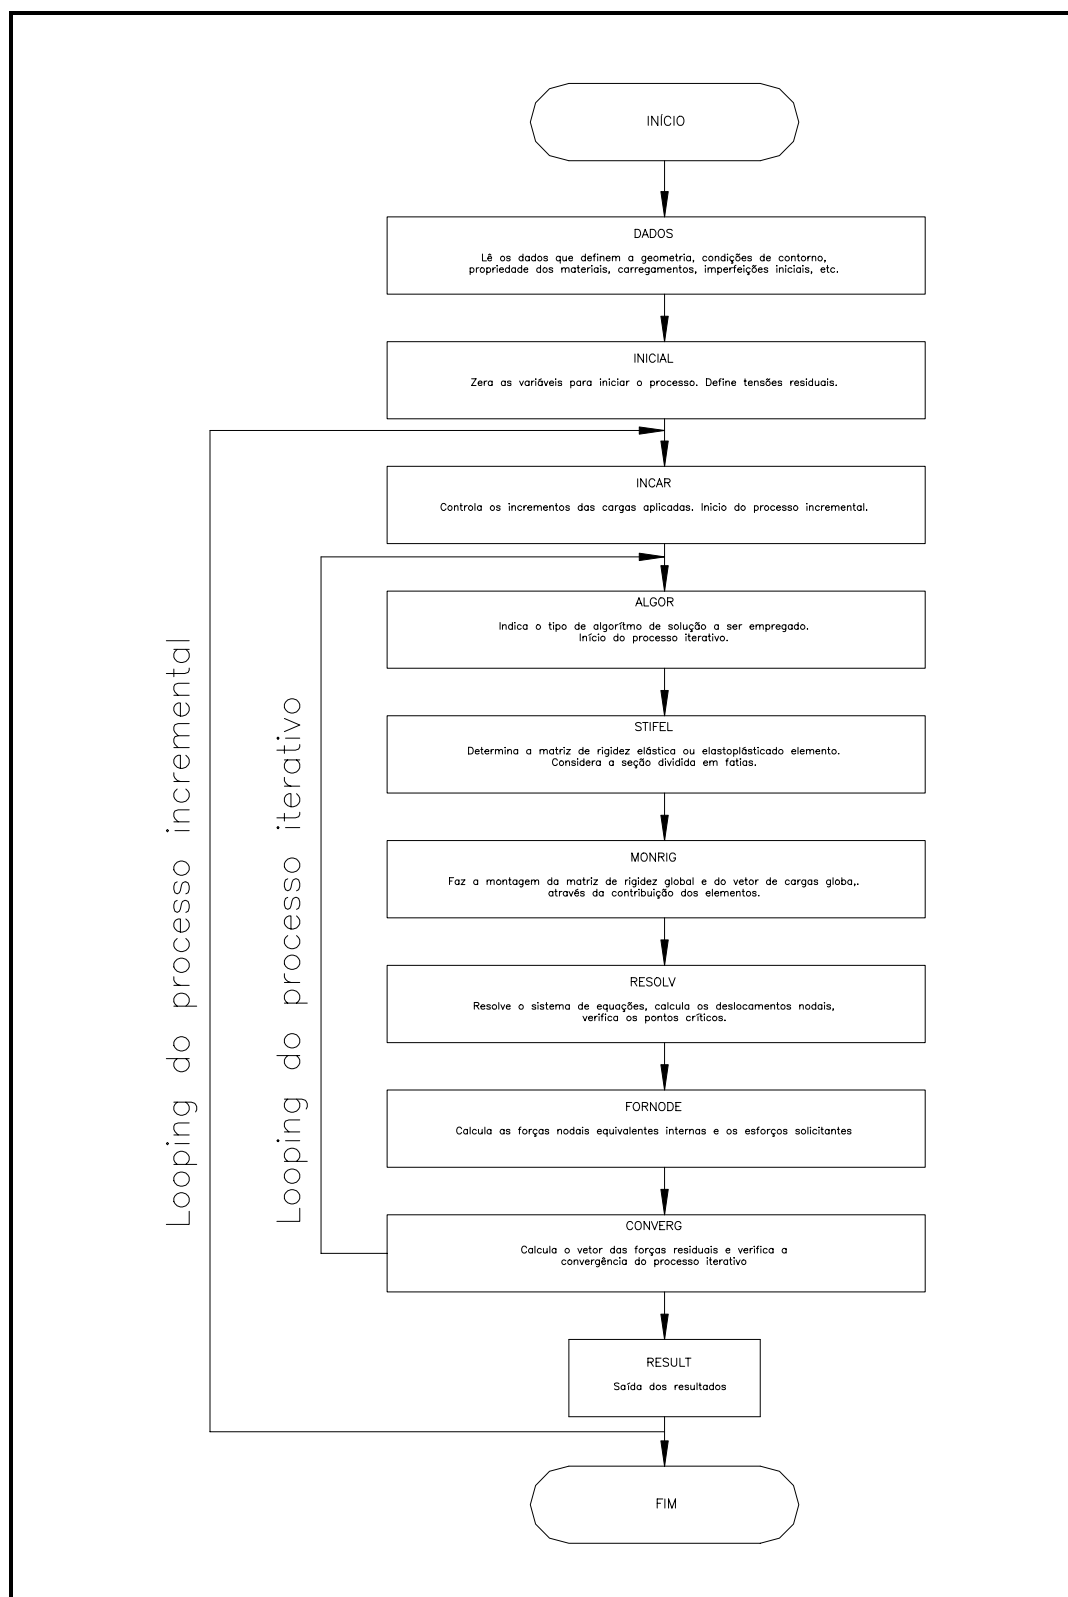 INÍCIO
DADOS
Lê os dados que definem a geometria, condições de contorno,
propriedade dos materiais, carregamentos, imperfeições iniciais, etc.
INICIAL
Zera as variáveis para iniciar o processo. Define tensões residuais.
INCAR
Controla os incrementos das cargas aplicadas. Inicio do processo incremental.
ALGOR
Indica o tipo de algorítmo de solução a ser empregado.
Início do processo iterativo.
STIFEL
Determina a matriz de rigidez elástica ou elastoplásticado elemento.
Considera a seção dividida em fatias.
MONRIG
Faz a montagem da matriz de rigidez global e do vetor de cargas globa,.
através da contribuição dos elementos.
RESOLV
Resolve o sistema de equações, calcula os deslocamentos nodais,
verifica os pontos críticos.
FORNODE
Calcula as forças nodais equivalentes internas e os esforços solicitantes
CONVERG
Calcula o vetor das forças residuais e verifica a
convergência do processo iterativo
RESULT
Saída dos resultados
FIM
Looping do processo incremental
Looping do processo iterativo